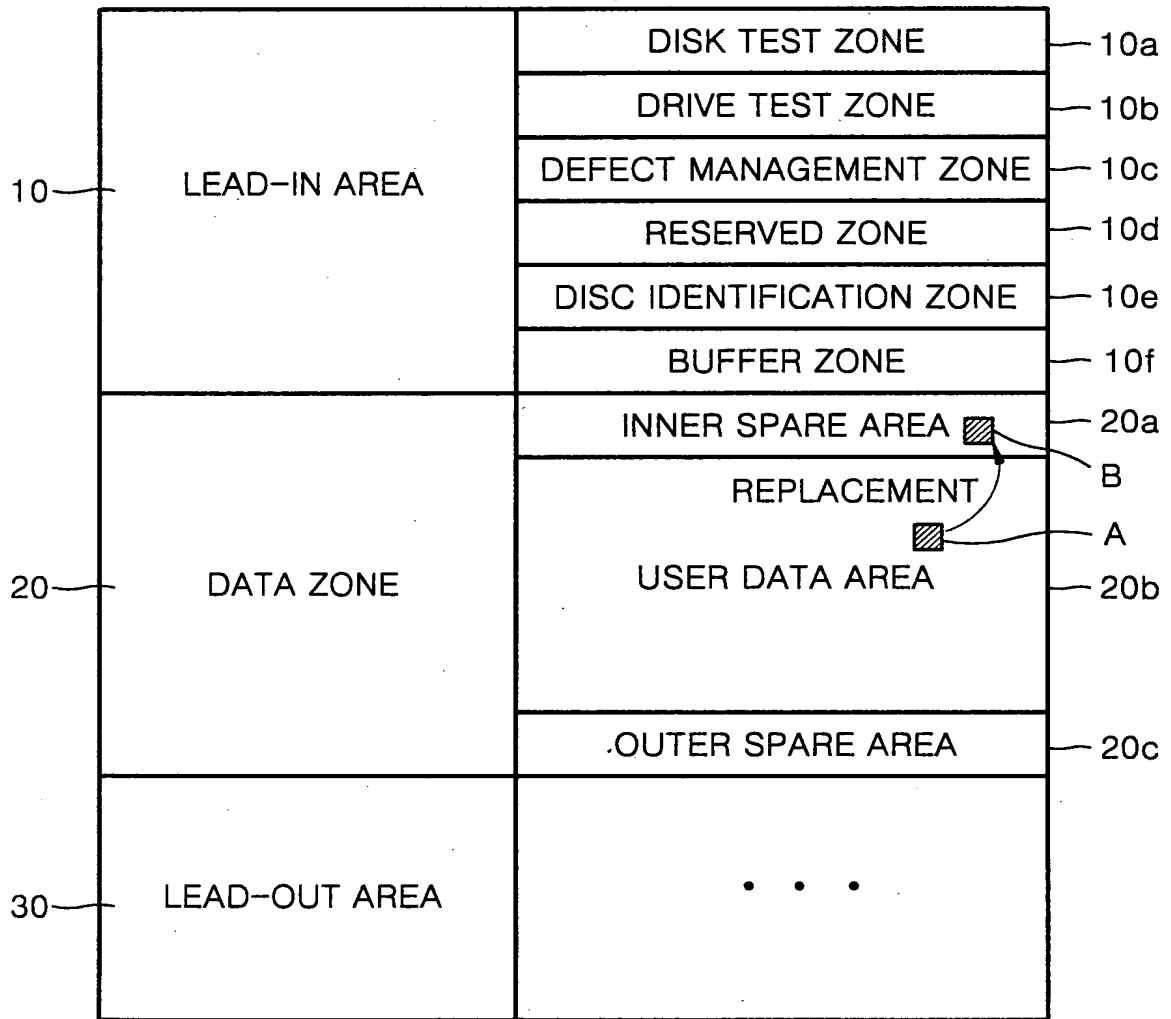 DISK TEST ZONE 10a
DRIVE TEST ZONE 10b
DEFECT MANAGEMENT ZONE 10c
10 LEAD-IN AREA
RESERVED ZONE 10d
DISC IDENTIFICATION ZONE 10e
BUFFER ZONE 10f
INNER SPARE AREA 20a
B
REPLACEMENT
A
20 DATA ZONE
USER DATA AREA 20b
OUTER SPARE AREA 20c
30 LEAD-OUT AREA
• • •